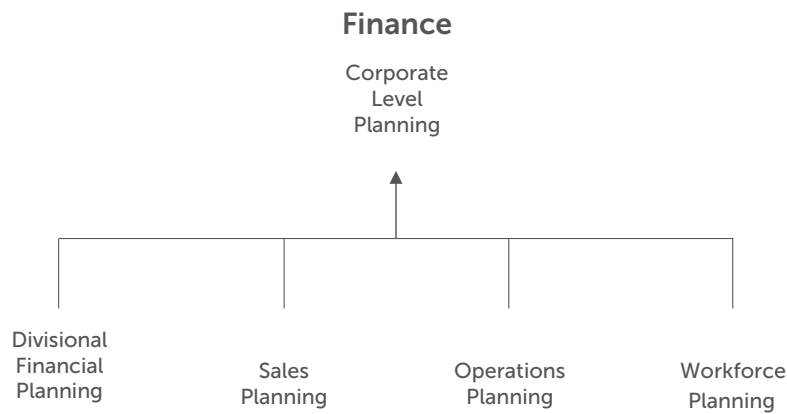 Finance
Corporate
Level
Planning
Divisional
Financial
Planning
Sales
Planning
Operations
Planning
Workforce
Planning